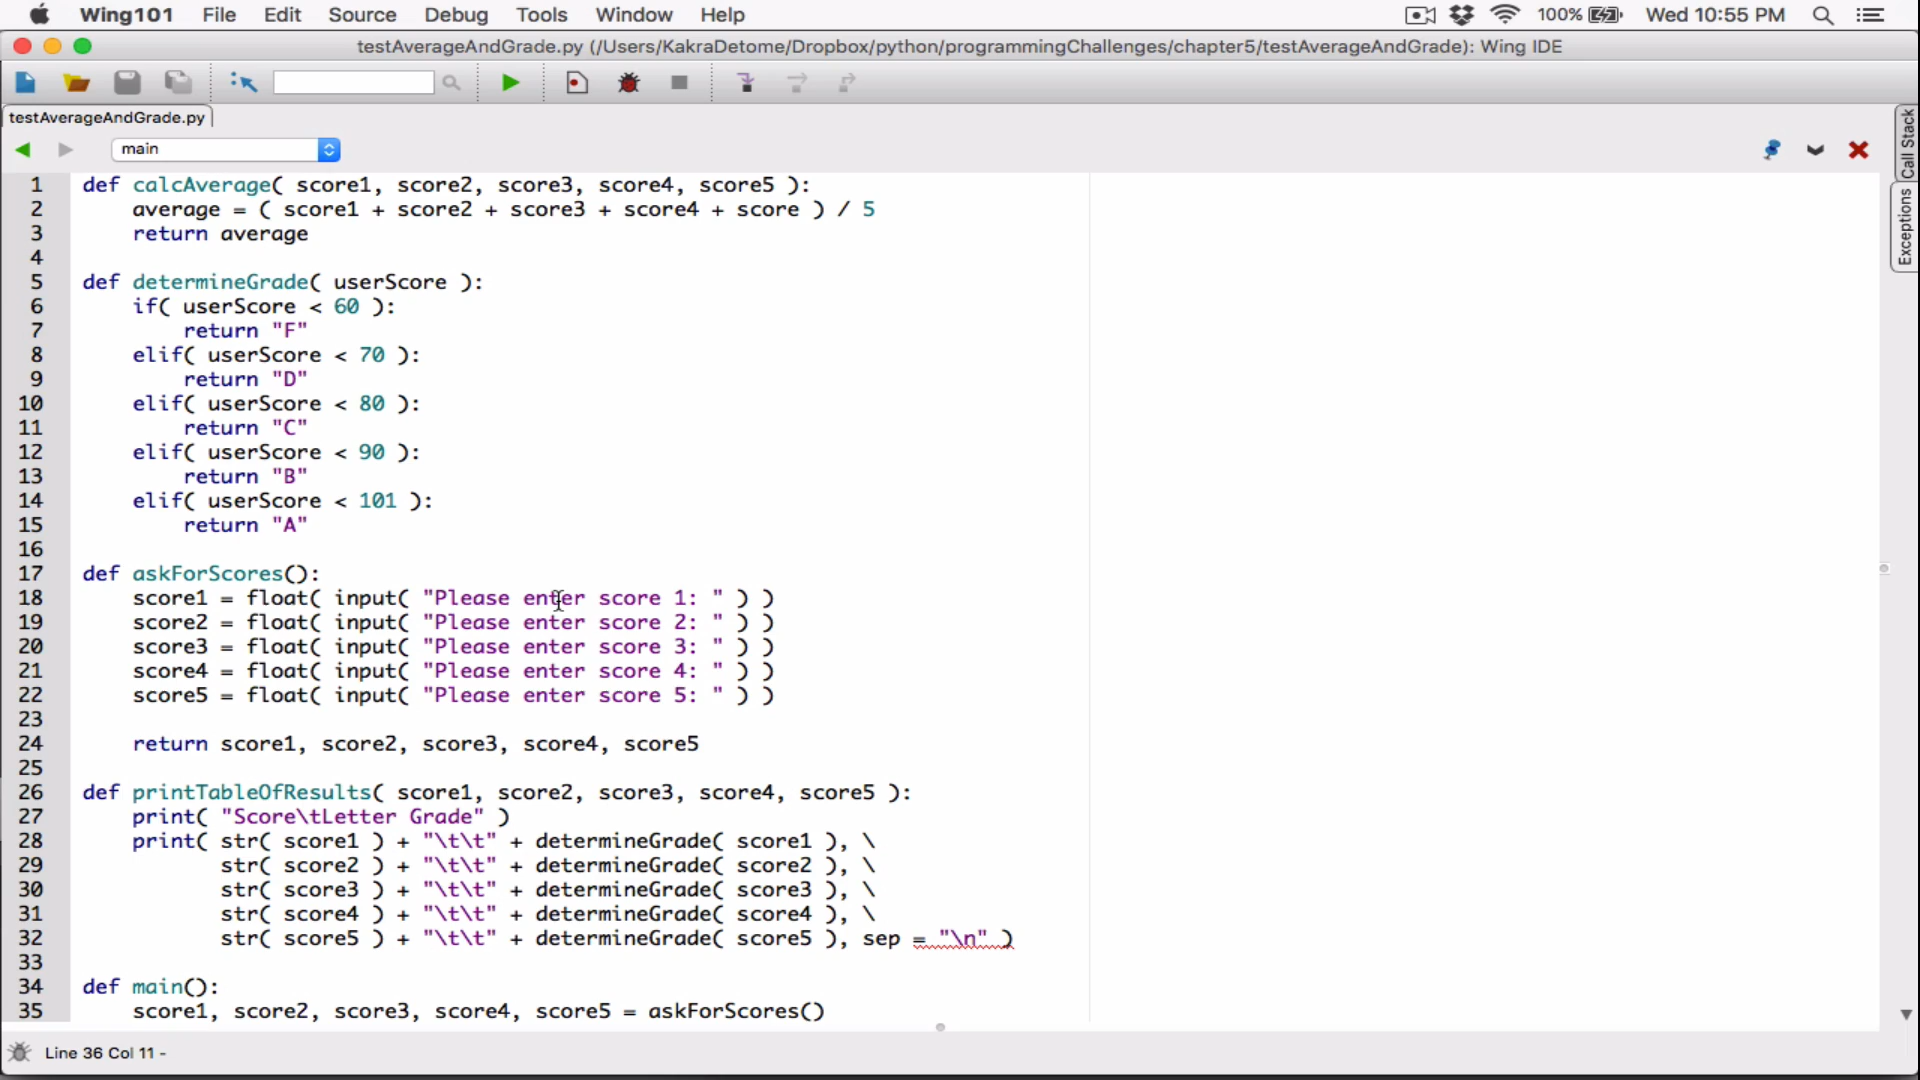 Wing101 File Edit Source Debug Tools Window Help 100% Wed 10:55 PM
testAverageAndGrade.py (/Users/KakraDetome/Dropbox/python/programmingChallenges/chapter5/testAverageAndGrade): Wing IDE
testAverageAndGrade.py
main
Call Stack
Exceptions
1 def calcAverage( score1, score2, score3, score4, score5 ):
2     average = ( score1 + score2 + score3 + score4 + score ) / 5
3     return average
4
5 def determineGrade( userScore ):
6     if( userScore < 60 ):
7         return "F"
8     elif( userScore < 70 ):
9         return "D"
10     elif( userScore < 80 ):
11         return "C"
12     elif( userScore < 90 ):
13         return "B"
14     elif( userScore < 101 ):
15         return "A"
16
17 def askForScores():
18     score1 = float( input( "Please enter score 1: " ) )
19     score2 = float( input( "Please enter score 2: " ) )
20     score3 = float( input( "Please enter score 3: " ) )
21     score4 = float( input( "Please enter score 4: " ) )
22     score5 = float( input( "Please enter score 5: " ) )
23
24     return score1, score2, score3, score4, score5
25
26 def printTableOfResults( score1, score2, score3, score4, score5 ):
27     print( "Score\tLetter Grade" )
28     print( str( score1 ) + "\t\t" + determineGrade( score1 ), \
29            str( score2 ) + "\t\t" + determineGrade( score2 ), \
30            str( score3 ) + "\t\t" + determineGrade( score3 ), \
31            str( score4 ) + "\t\t" + determineGrade( score4 ), \
32            str( score5 ) + "\t\t" + determineGrade( score5 ), sep = "\n" )
33
34 def main():
35     score1, score2, score3, score4, score5 = askForScores()
Line 36 Col 11 -